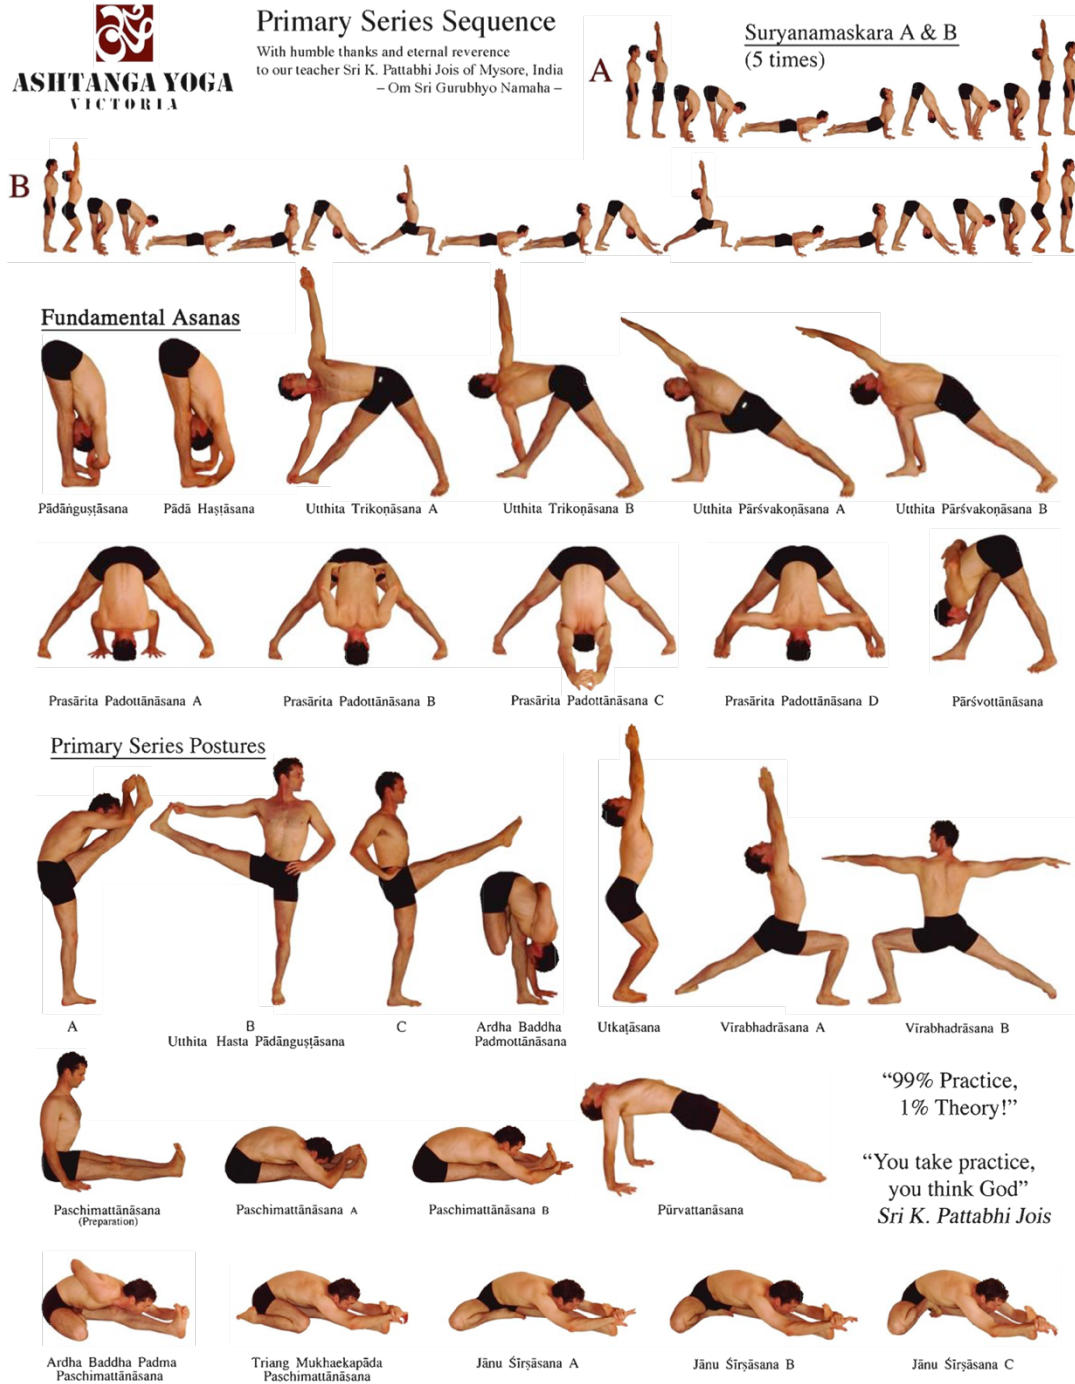 ASHTANGA YOGA
VICTORIA
Primary Series Sequence
With humble thanks and eternal reverence
to our teacher Sri K. Pattabhi Jois of Mysore, India
– Om Sri Gurubhyo Namaha –
Suryanamaskara A & B
(5 times)
A
B
Fundamental Asanas
Pādāṅguṣṭāsana
Pādā Haṣṭāsana
Utthita Trikoṇāsana A
Utthita Trikoṇāsana B
Utthita Pārśvakoṇāsana A
Utthita Pārśvakoṇāsana B
Prasārita Padottānāsana A
Prasārita Padottānāsana B
Prasārita Padottānāsana C
Prasārita Padottānāsana D
Pārśvottānāsana
Primary Series Postures
A
B
C
Utthita Hasta Pādānguṣṭāsana
Ardha Baddha
Padmottānāsana
Utkaṭāsana
Vīrabhadrāsana A
Vīrabhadrāsana B
Paschimattānāsana
(Preparation)
Paschimattānāsana A
Paschimattānāsana B
Pūrvattanāsana
“99% Practice,
1% Theory!”
“You take practice,
you think God”
Sri K. Pattabhi Jois
Ardha Baddha Padma
Paschimattānāsana
Triang Mukhaekapāda
Paschimattānāsana
Jānu Śīrṣāsana A
Jānu Śīrṣāsana B
Jānu Śīrṣāsana C